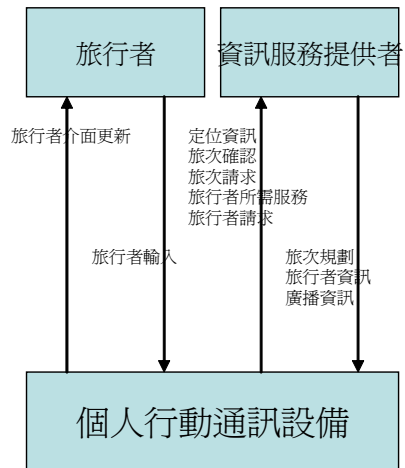 旅行者
資訊服務提供者
旅行者介面更新
定位資訊
旅次確認
旅次請求
旅行者所需服務
旅行者請求
旅行者輸入
旅次規劃
旅行者資訊
廣播資訊
個人行動通訊設備